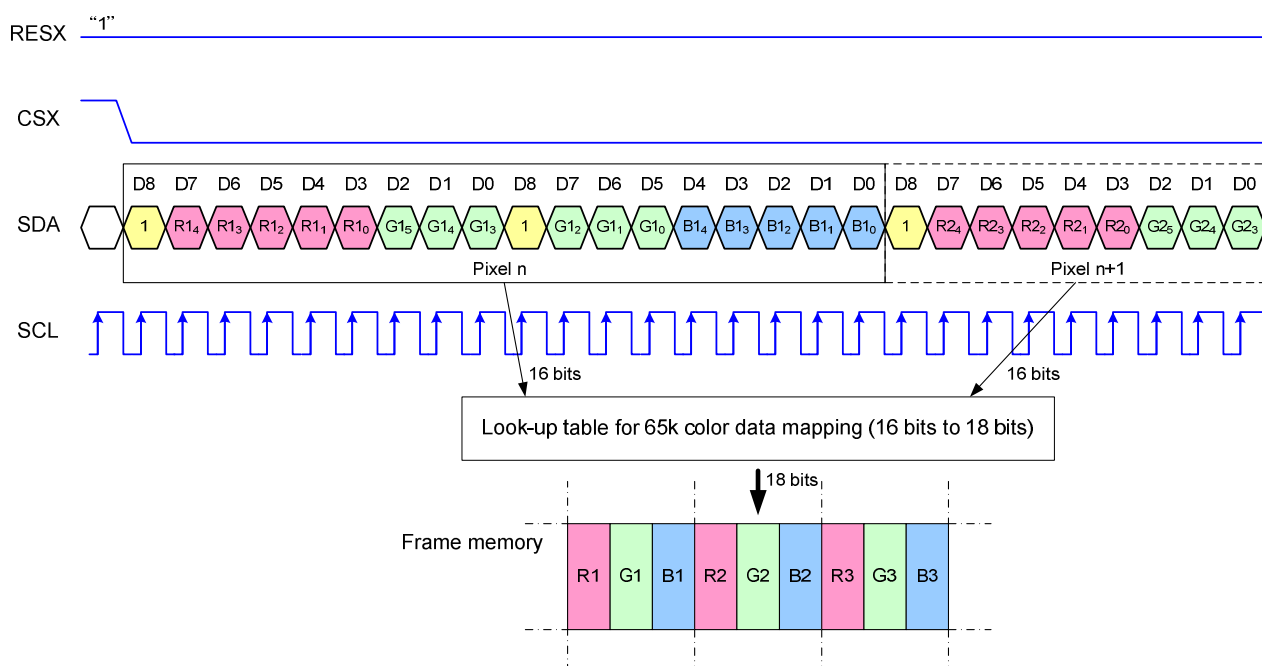 RESX "1"
CSX
D8 D7 D6 D5 D4 D3 D2 D1 D0 D8 D7 D6 D5 D4 D3 D2 D1 D0 D8 D7 D6 D5 D4 D3 D2 D1 D0
SDA 1 R1₄ R1₃ R1₂ R1₁ R1₀ G1₅ G1₄ G1₃ 1 G1₂ G1₁ G1₀ B1₄ B1₃ B1₂ B1₁ B1₀ 1 R2₄ R2₃ R2₂ R2₁ R2₀ G2₅ G2₄ G2₃
Pixel n Pixel n+1
SCL
16 bits 16 bits
Look-up table for 65k color data mapping (16 bits to 18 bits)
18 bits
Frame memory
R1 G1 B1 R2 G2 B2 R3 G3 B3